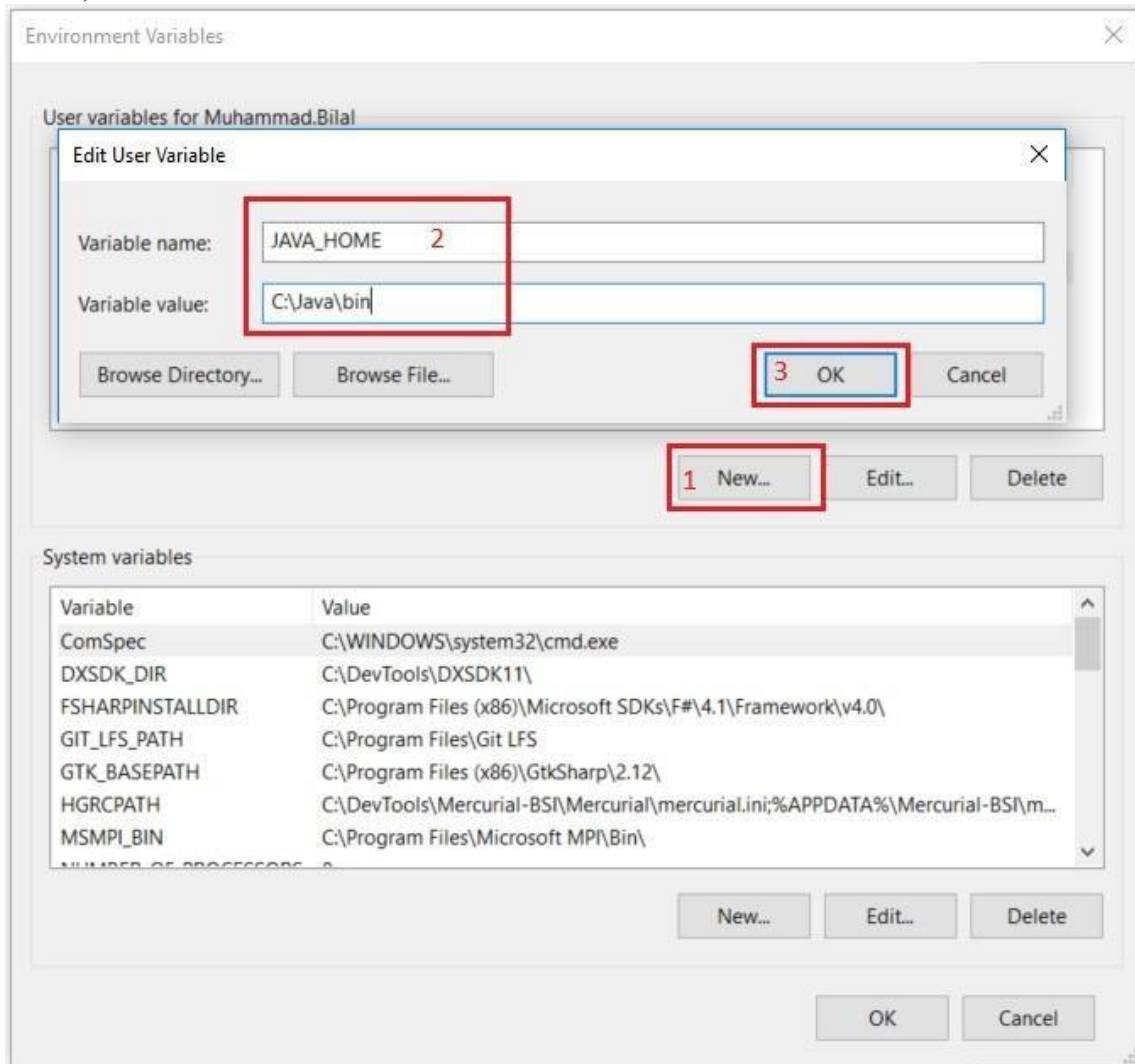 Environment Variables
User variables for Muhammad.Bilal
Edit User Variable
Variable name: JAVA_HOME 2
Variable value: C:\Java\bin
Browse Directory... Browse File... 3 OK Cancel
1 New... Edit... Delete
System variables
Variable Value
ComSpec C:\WINDOWS\system32\cmd.exe
DXSDK_DIR C:\DevTools\DXSDK11\
FSHARPINSTALLDIR C:\Program Files (x86)\Microsoft SDKs\F#\4.1\Framework\v4.0\
GIT_LFS_PATH C:\Program Files\Git LFS
GTK_BASEPATH C:\Program Files (x86)\GtkSharp\2.12\
HGRCPATH C:\DevTools\Mercurial-BSI\Mercurial\mercurial.ini;%APPDATA%\Mercurial-BSI\m...
MSMPI_BIN C:\Program Files\Microsoft MPI\Bin\
NUMBER_OF_PROCESSORS
New... Edit... Delete
OK Cancel